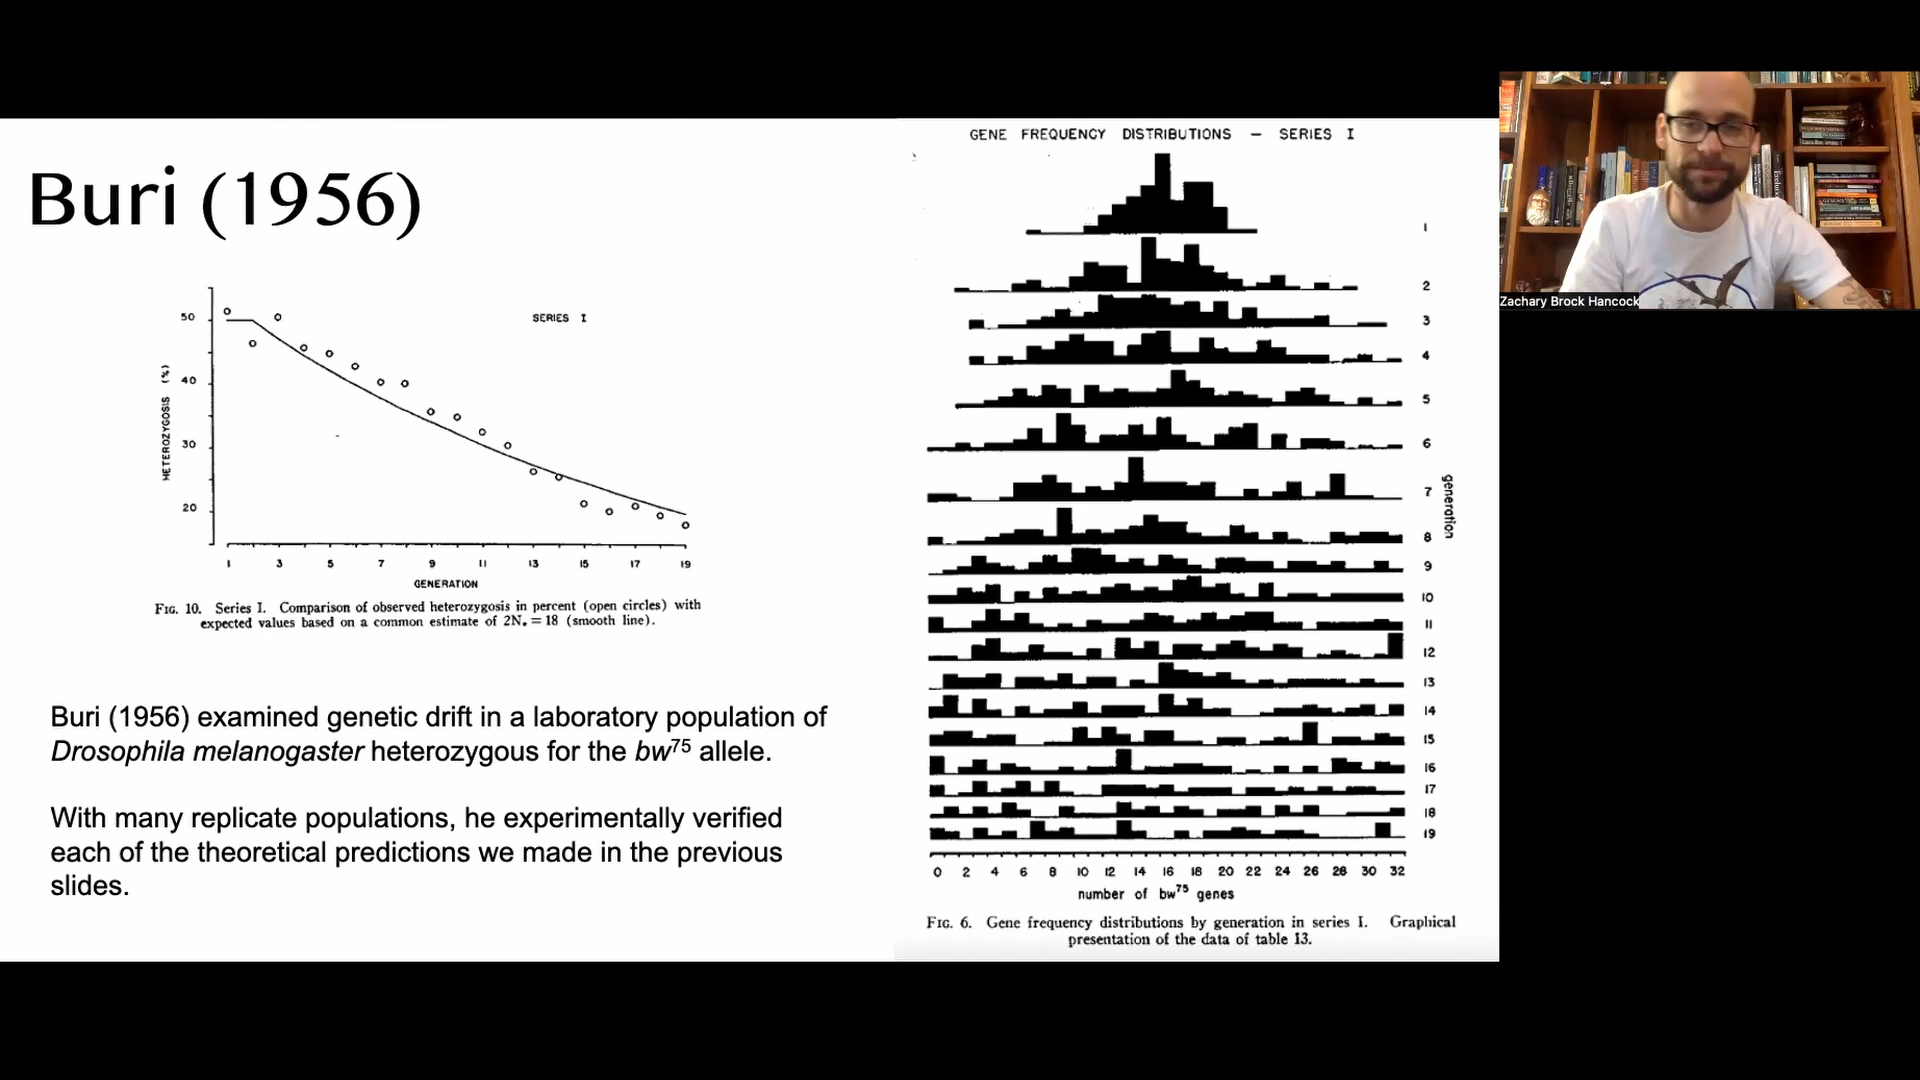 Buri (1956)
50
40
30
20
HETEROZYGOSIS (%)
SERIES I
1 3 5 7 9 11 13 15 17 19
GENERATION
FIG. 10. Series I. Comparison of observed heterozygosis in percent (open circles) with
expected values based on a common estimate of 2Nₑ = 18 (smooth line).
Buri (1956) examined genetic drift in a laboratory population of
Drosophila melanogaster heterozygous for the bw⁷⁵ allele.
With many replicate populations, he experimentally verified
each of the theoretical predictions we made in the previous
slides.
GENE FREQUENCY DISTRIBUTIONS – SERIES I
1
2
3
4
5
6
7
8
9
10
11
12
13
14
15
16
17
18
19
generation
0 2 4 6 8 10 12 14 16 18 20 22 24 26 28 30 32
number of bw⁷⁵ genes
FIG. 6. Gene frequency distributions by generation in series I. Graphical
presentation of the data of table 13.
Zachary Brock Hancock